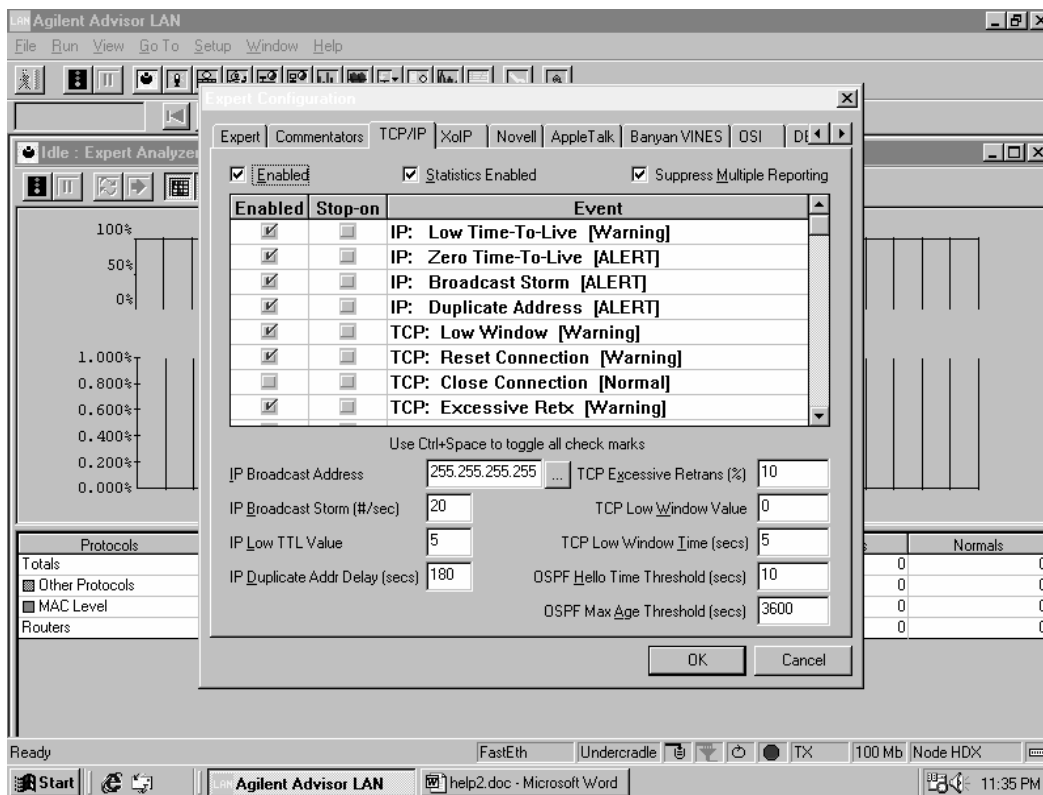 Agilent Advisor LAN
File Run View Go To Setup Window Help
Expert Configuration
Expert Commentators TCP/IP XoIP Novell AppleTalk Banyan VINES OSI
Idle : Expert Analyzer
Enabled Statistics Enabled Suppress Multiple Reporting
Enabled Stop-on Event
IP: Low Time-To-Live [Warning]
IP: Zero Time-To-Live [ALERT]
IP: Broadcast Storm [ALERT]
IP: Duplicate Address [ALERT]
TCP: Low Window [Warning]
TCP: Reset Connection [Warning]
TCP: Close Connection [Normal]
TCP: Excessive Retx [Warning]
100%
50%
0%
1.000%
0.800%
0.600%
0.400%
0.200%
0.000%
Use Ctrl+Space to toggle all check marks
IP Broadcast Address 255.255.255.255 ... TCP Excessive Retrans (%) 10
IP Broadcast Storm (#/sec) 20 TCP Low Window Value 0
IP Low TTL Value 5 TCP Low Window Time (secs) 5
IP Duplicate Addr Delay (secs) 180 OSPF Hello Time Threshold (secs) 10
OSPF Max Age Threshold (secs) 3600
OK Cancel
Protocols Normals
Totals 0 0
Other Protocols 0 0
MAC Level 0 0
Routers 0 0
Ready FastEth Undercradle TX 100 Mb Node HDX
Start Agilent Advisor LAN help2.doc - Microsoft Word 11:35 PM